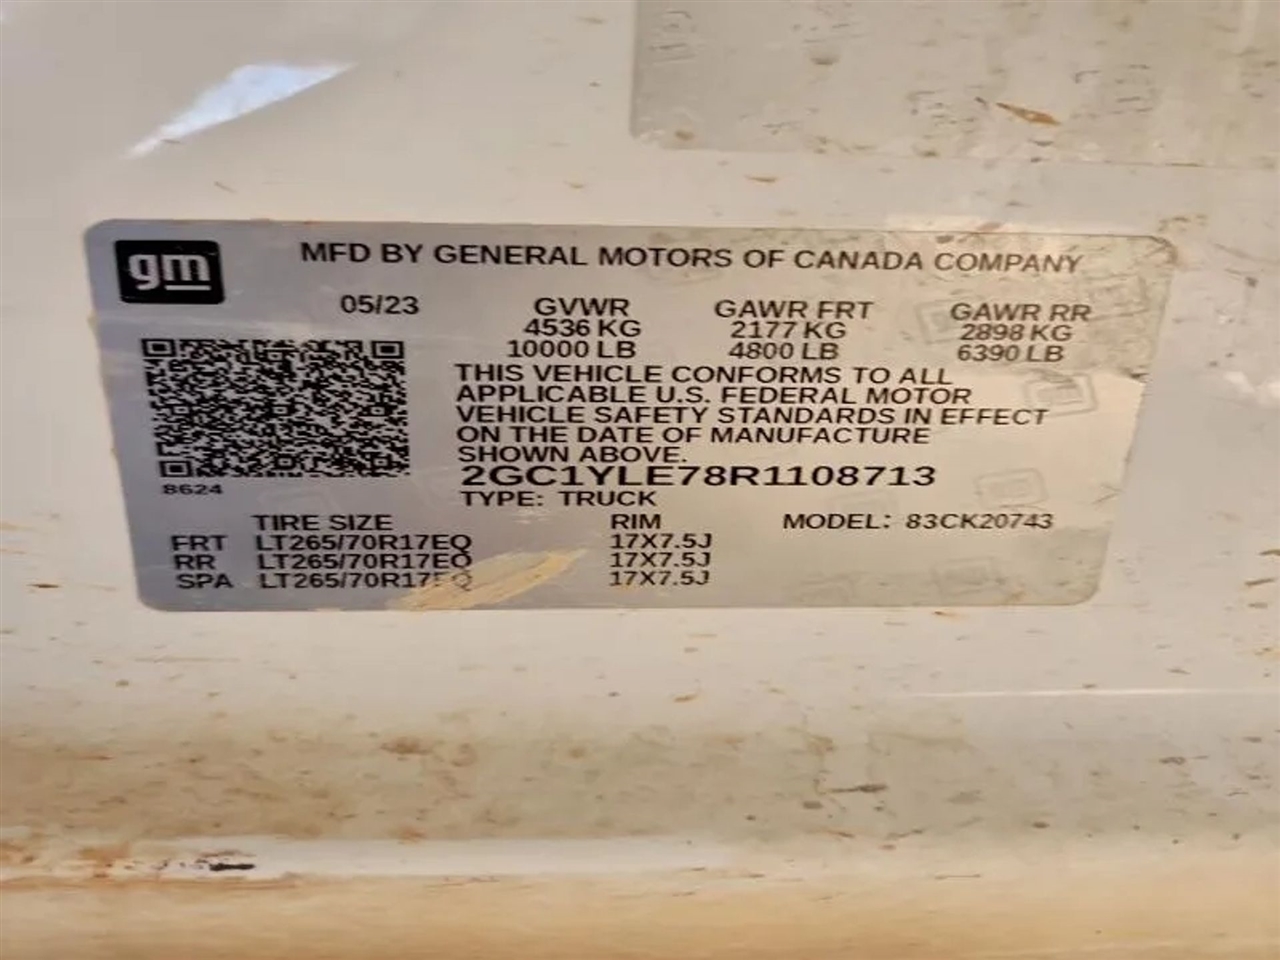 gm
MFD BY GENERAL MOTORS OF CANADA COMPANY
05/23 GVWR GAWR FRT GAWR RR
4536 KG 2177 KG 2898 KG
10000 LB 4800 LB 6390 LB
THIS VEHICLE CONFORMS TO ALL
APPLICABLE U.S. FEDERAL MOTOR
VEHICLE SAFETY STANDARDS IN EFFECT
ON THE DATE OF MANUFACTURE
SHOWN ABOVE.
2GC1YLE78R1108713
8624
TYPE: TRUCK
TIRE SIZE RIM MODEL: 83CK20743
FRT LT265/70R17EQ 17X7.5J
RR LT265/70R17EQ 17X7.5J
SPA 17X7.5J